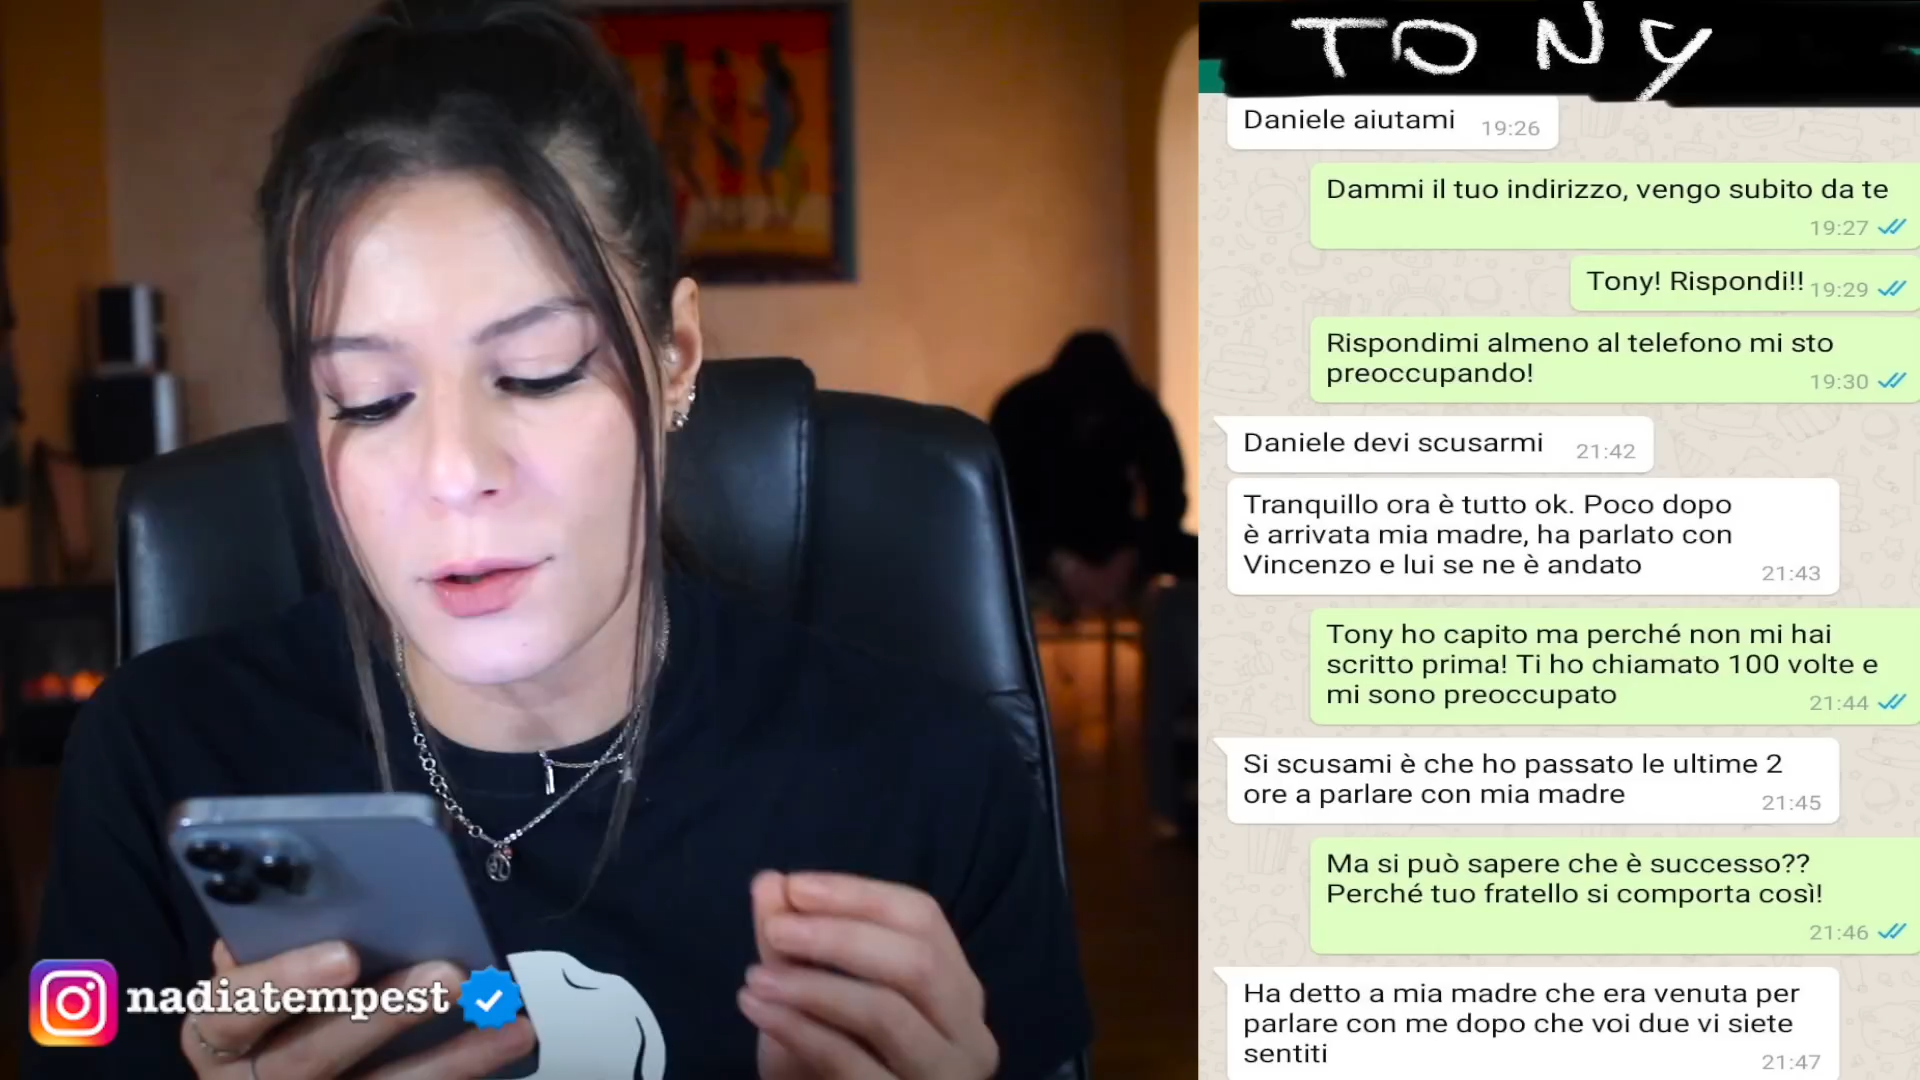 TONY
Daniele aiutami 19:26
Dammi il tuo indirizzo, vengo subito da te
19:27
Tony! Rispondi!! 19:29
Rispondimi almeno al telefono mi sto
preoccupando! 19:30
Daniele devi scusarmi 21:42
Tranquillo ora è tutto ok. Poco dopo
è arrivata mia madre, ha parlato con
Vincenzo e lui se ne è andato 21:43
Tony ho capito ma perché non mi hai
scritto prima! Ti ho chiamato 100 volte e
mi sono preoccupato 21:44
Si scusami è che ho passato le ultime 2
ore a parlare con mia madre 21:45
Ma si può sapere che è successo??
Perché tuo fratello si comporta così!
21:46
Ha detto a mia madre che era venuta per
parlare con me dopo che voi due vi siete
sentiti 21:47
nadiatempest